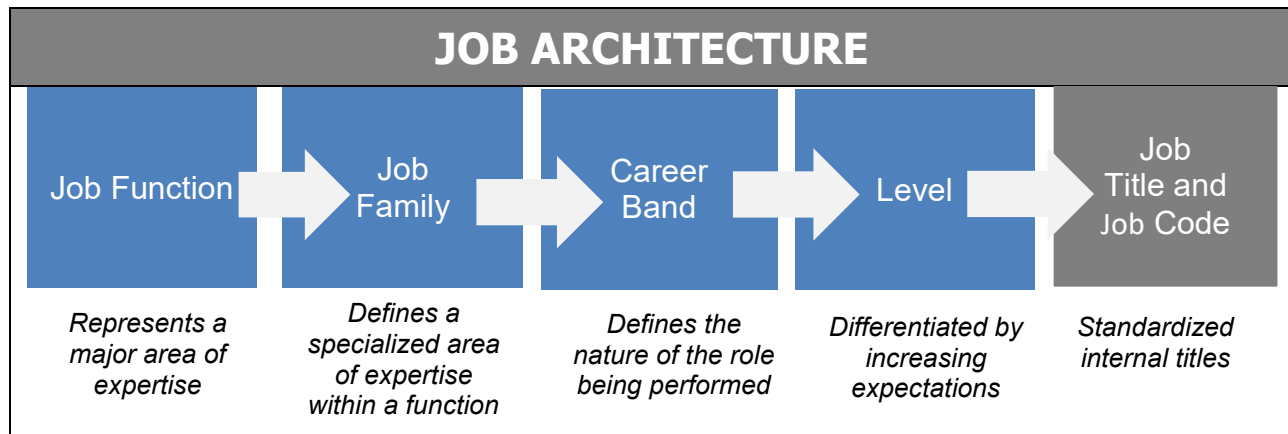 JOB ARCHITECTURE
Job Function
Job
Family
Career
Band
Level
Job
Title and
Job Code
Represents a
major area of
expertise
Defines a
specialized area
of expertise
within a function
Defines the
nature of the role
being performed
Differentiated by
increasing
expectations
Standardized
internal titles